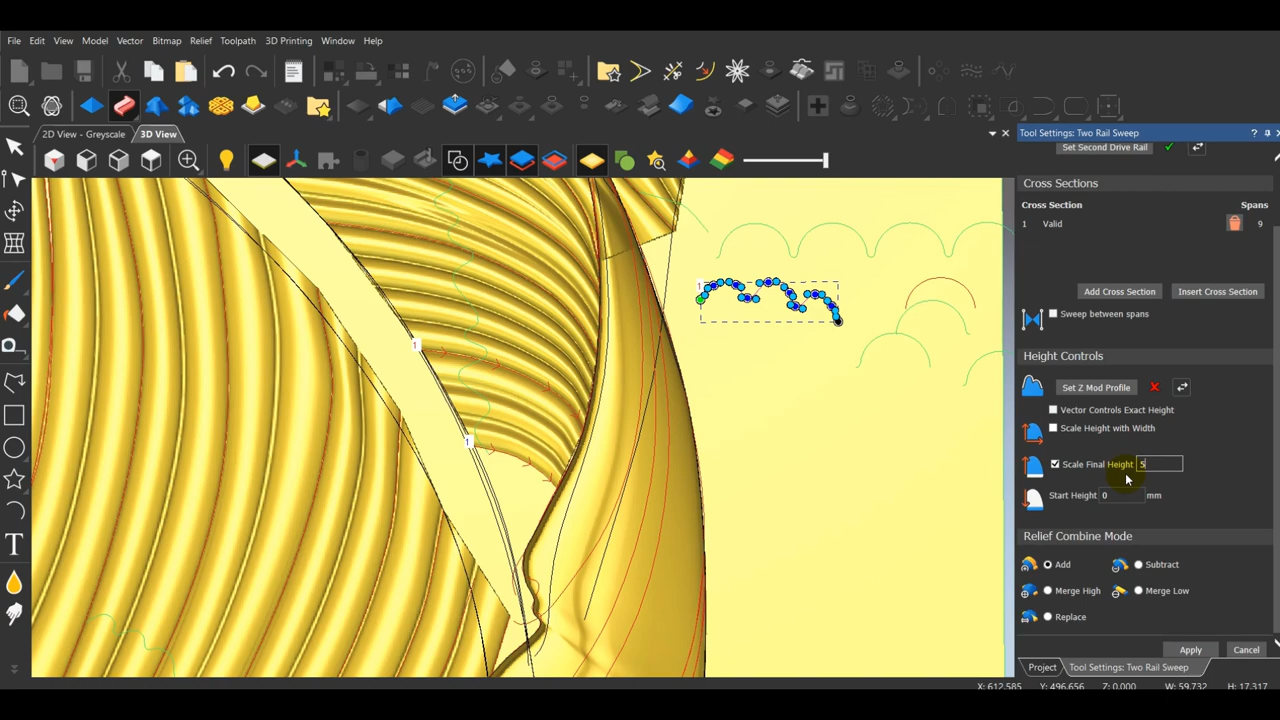 File Edit View Model Vector Bitmap Relief Toolpath 3D Printing Window Help
2D View - Greyscale 3D View
Tool Settings: Two Rail Sweep ?
Set Second Drive Rail
Cross Sections
Cross Section Spans
1 Valid 9
Add Cross Section Insert Cross Section
Sweep between spans
Height Controls
Set Z Mod Profile
Vector Controls Exact Height
Scale Height with Width
Scale Final Height 5
Start Height 0 mm
Relief Combine Mode
Add Subtract
Merge High Merge Low
Replace
Apply Cancel
Project Tool Settings: Two Rail Sweep
X: 612.585 Y: 496.656 Z: 0.000 W: 59.732 H: 17.317
1
1
1
T